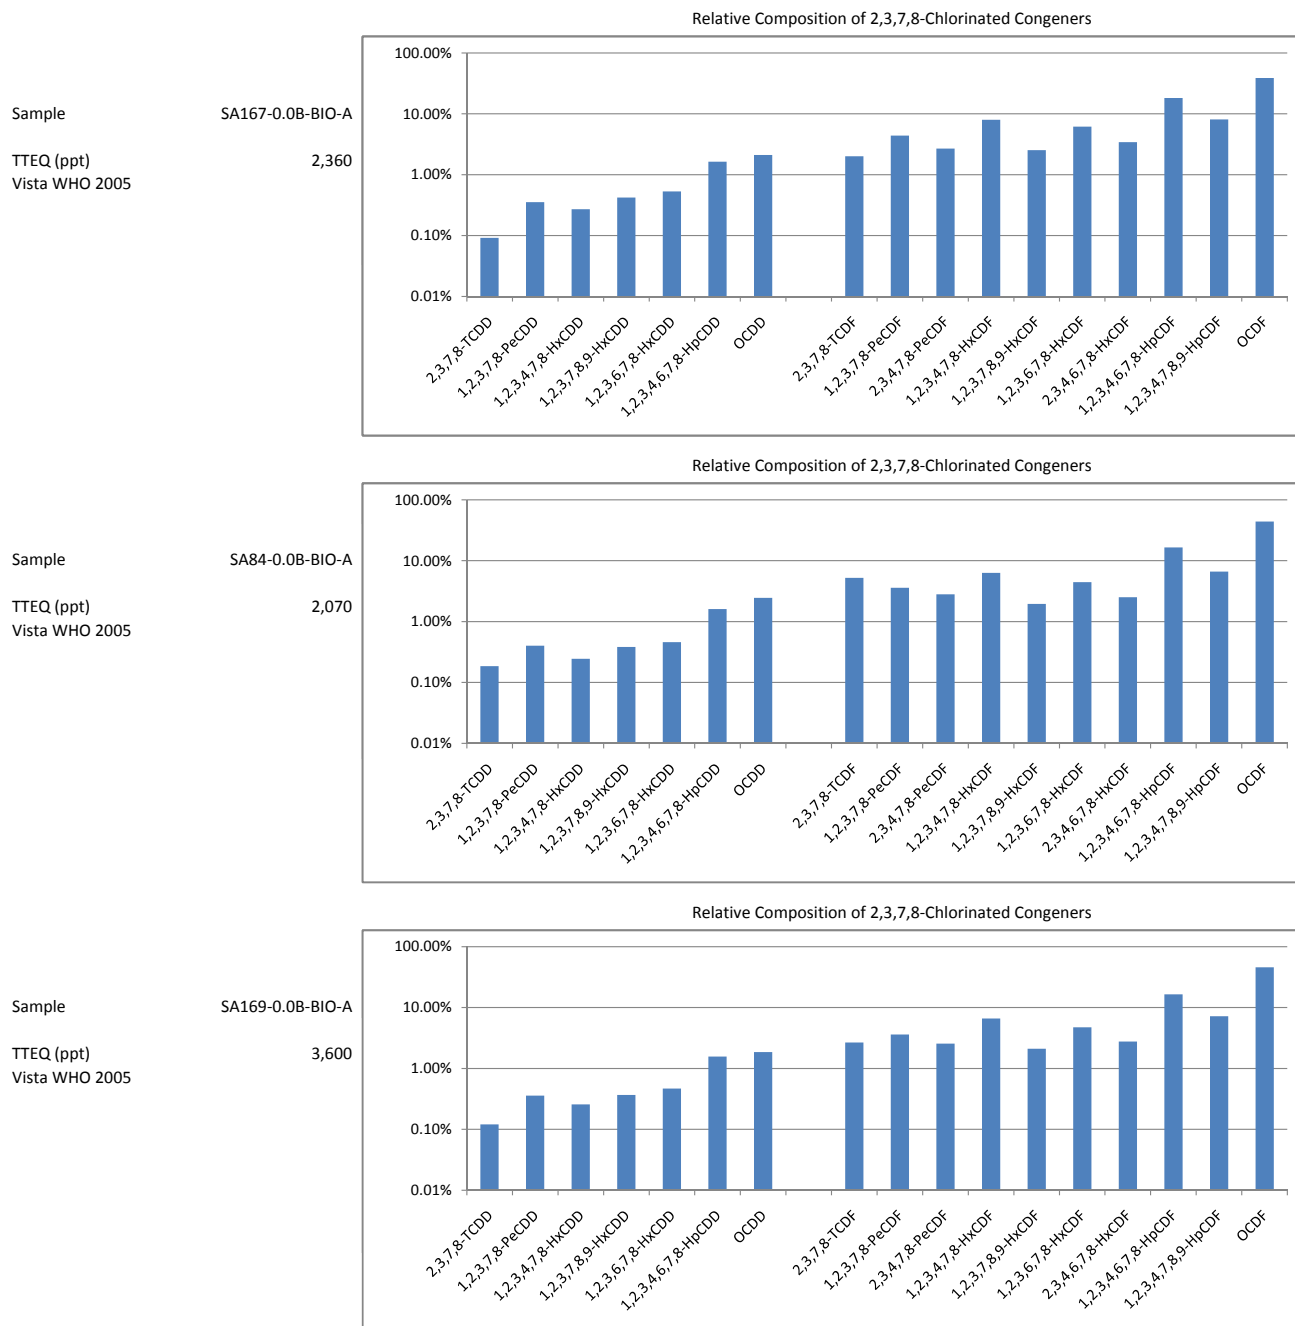 Relative Composition of 2,3,7,8-Chlorinated Congeners
Sample SA167-0.0B-BIO-A
TTEQ (ppt) 2,360
Vista WHO 2005
100.00%
10.00%
1.00%
0.10%
0.01%
2,3,7,8-TCDD
1,2,3,7,8-PeCDD
1,2,3,4,7,8-HxCDD
1,2,3,7,8,9-HxCDD
1,2,3,6,7,8-HxCDD
1,2,3,4,6,7,8-HpCDD
OCDD
2,3,7,8-TCDF
1,2,3,7,8-PeCDF
2,3,4,7,8-PeCDF
1,2,3,4,7,8-HxCDF
1,2,3,7,8,9-HxCDF
1,2,3,6,7,8-HxCDF
2,3,4,6,7,8-HxCDF
1,2,3,4,6,7,8-HpCDF
1,2,3,4,7,8,9-HpCDF
OCDF
Relative Composition of 2,3,7,8-Chlorinated Congeners
Sample SA84-0.0B-BIO-A
TTEQ (ppt) 2,070
Vista WHO 2005
100.00%
10.00%
1.00%
0.10%
0.01%
2,3,7,8-TCDD
1,2,3,7,8-PeCDD
1,2,3,4,7,8-HxCDD
1,2,3,7,8,9-HxCDD
1,2,3,6,7,8-HxCDD
1,2,3,4,6,7,8-HpCDD
OCDD
2,3,7,8-TCDF
1,2,3,7,8-PeCDF
2,3,4,7,8-PeCDF
1,2,3,4,7,8-HxCDF
1,2,3,7,8,9-HxCDF
1,2,3,6,7,8-HxCDF
2,3,4,6,7,8-HxCDF
1,2,3,4,6,7,8-HpCDF
1,2,3,4,7,8,9-HpCDF
OCDF
Relative Composition of 2,3,7,8-Chlorinated Congeners
Sample SA169-0.0B-BIO-A
TTEQ (ppt) 3,600
Vista WHO 2005
100.00%
10.00%
1.00%
0.10%
0.01%
2,3,7,8-TCDD
1,2,3,7,8-PeCDD
1,2,3,4,7,8-HxCDD
1,2,3,7,8,9-HxCDD
1,2,3,6,7,8-HxCDD
1,2,3,4,6,7,8-HpCDD
OCDD
2,3,7,8-TCDF
1,2,3,7,8-PeCDF
2,3,4,7,8-PeCDF
1,2,3,4,7,8-HxCDF
1,2,3,7,8,9-HxCDF
1,2,3,6,7,8-HxCDF
2,3,4,6,7,8-HxCDF
1,2,3,4,6,7,8-HpCDF
1,2,3,4,7,8,9-HpCDF
OCDF